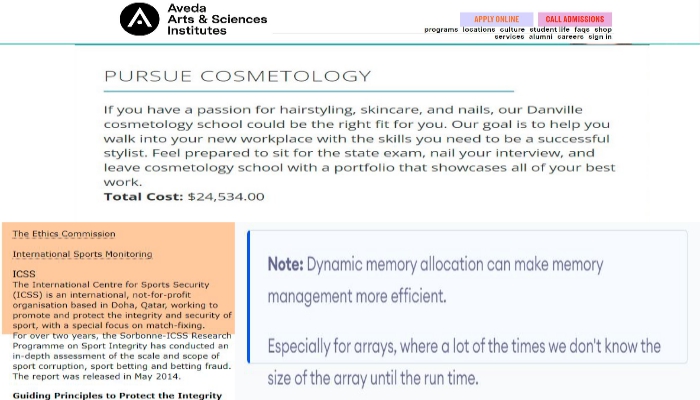 Aveda
Arts & Sciences
Institutes
APPLY ONLINE
CALL ADMISSIONS
programs locations culture student life faqs shop
services alumni careers sign in
PURSUE COSMETOLOGY
If you have a passion for hairstyling, skincare, and nails, our Danville
cosmetology school could be the right fit for you. Our goal is to help you
walk into your new workplace with the skills you need to be a successful
stylist. Feel prepared to sit for the state exam, nail your interview, and
leave cosmetology school with a portfolio that showcases all of your best
work.
Total Cost: $24,534.00
The Ethics Commission
International Sports Monitoring
ICSS
The International Centre for Sports Security
(ICSS) is an international, not-for-profit
organisation based in Doha, Qatar, working to
promote and protect the integrity and security of
sport, with a special focus on match-fixing.
For over two years, the Sorbonne-ICSS Research
Programme on Sport Integrity has conducted an
in-depth assessment of the scale and scope of
sport corruption, sport betting and betting fraud.
The report was released in May 2014.
Guiding Principles to Protect the Integrity
Note: Dynamic memory allocation can make memory
management more efficient.
Especially for arrays, where a lot of the times we don't know the
size of the array until the run time.